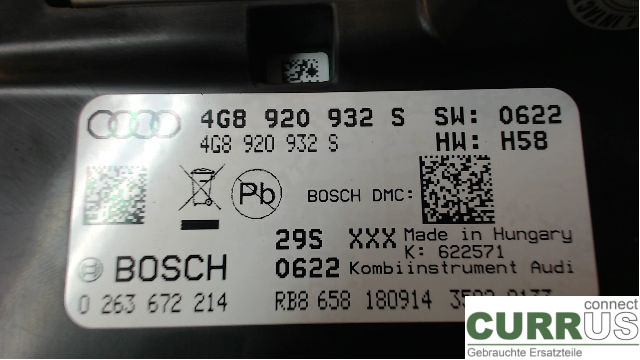 4G8 920 932 S SW: 0622
4G8 920 932 S HW: H58
Pb BOSCH DMC:
29S XXX Made in Hungary
K: 622571
BOSCH 0622 Kombiinstrument Audi
0 263 672 214 RB8 658 180914
connect
CURRUS
Gebrauchte Ersatzteile